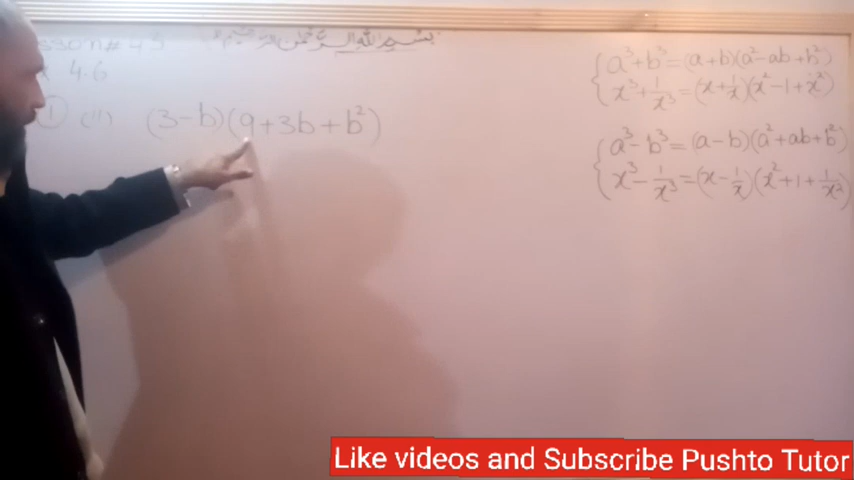 بسم الله الرحمن الرحیم
4.6
① (ii) (3-b)(9+3b+b²)
a³+b³=(a+b)(a²-ab+b²)
x³+1/x³=(x+1/x)(x²-1+x²)
a³-b³=(a-b)(a²+ab+b²)
x³-1/x³=(x-1/x)(x²+1+1/x²)
Like videos and Subscribe Pushto Tutor